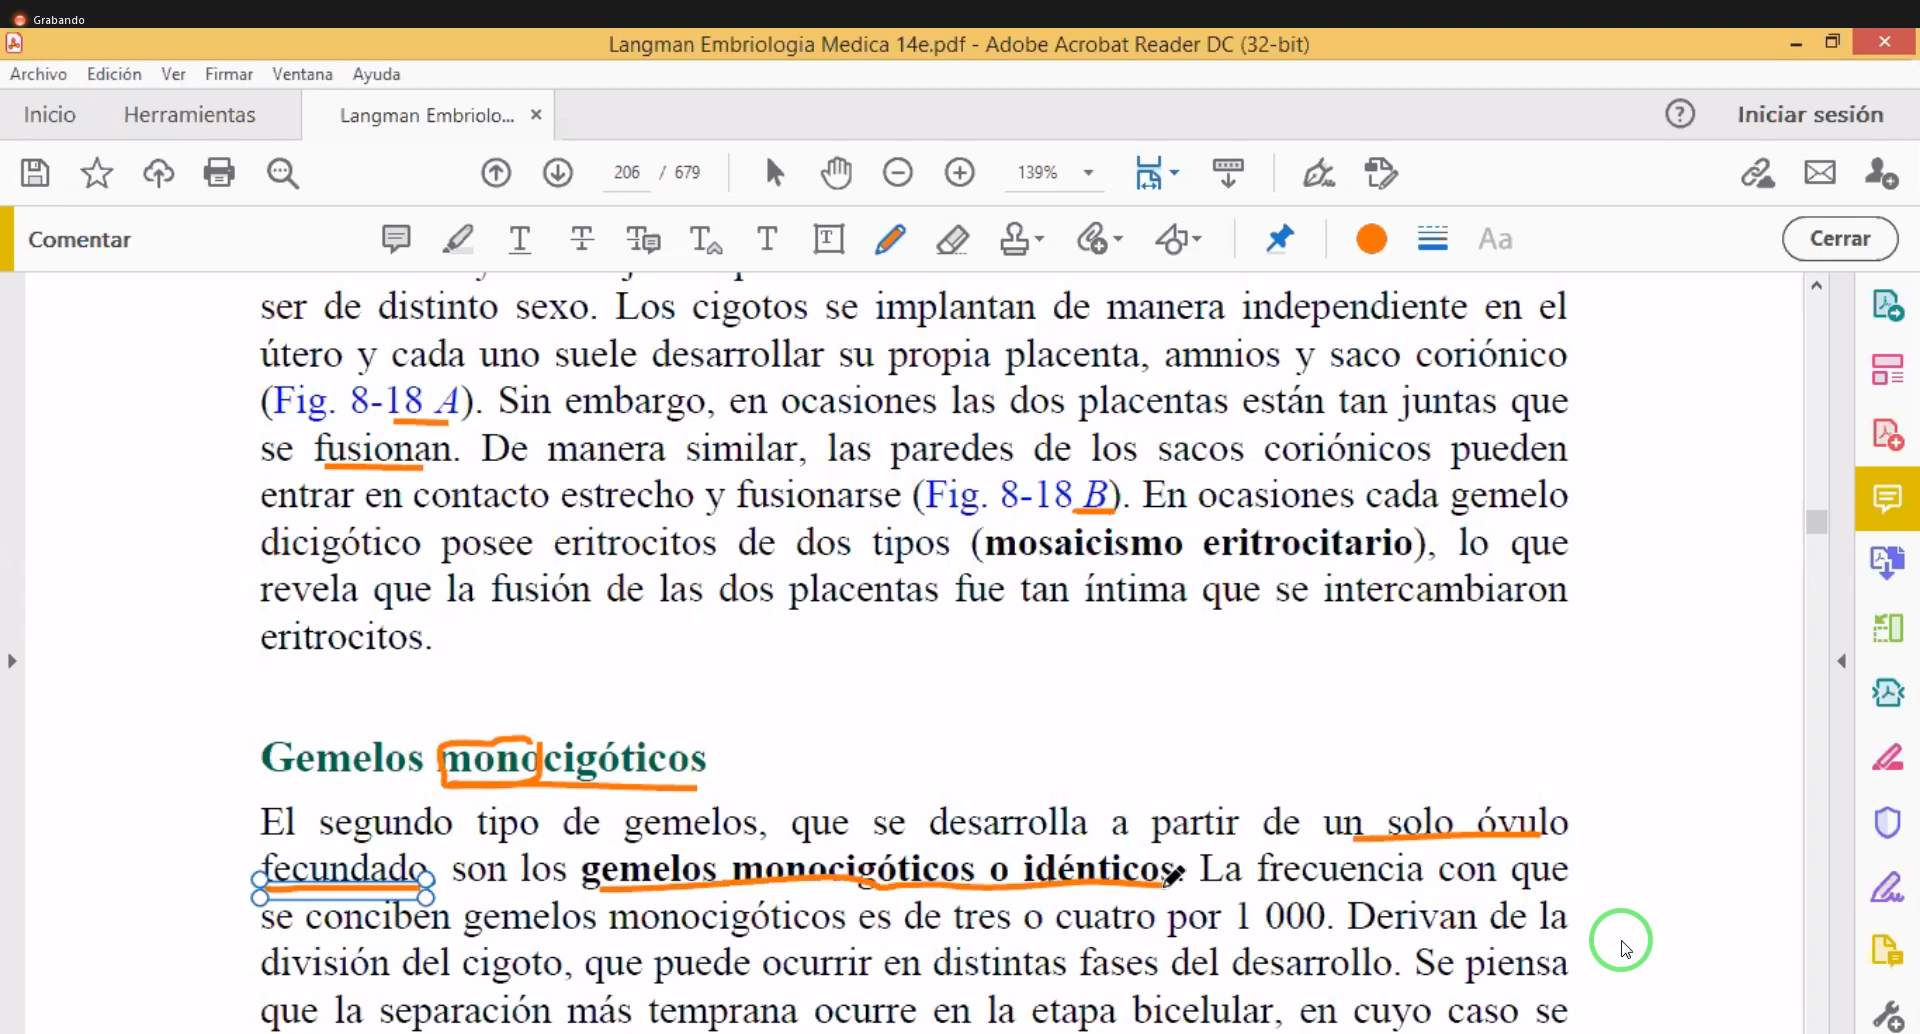 Grabando
Langman Embriologia Medica 14e.pdf - Adobe Acrobat Reader DC (32-bit)
Archivo Edición Ver Firmar Ventana Ayuda
Inicio Herramientas Langman Embriolo... Iniciar sesión
206 / 679 139%
Comentar Aa Cerrar
ser de distinto sexo. Los cigotos se implantan de manera independiente en el
útero y cada uno suele desarrollar su propia placenta, amnios y saco coriónico
(Fig. 8-18 A). Sin embargo, en ocasiones las dos placentas están tan juntas que
se fusionan. De manera similar, las paredes de los sacos coriónicos pueden
entrar en contacto estrecho y fusionarse (Fig. 8-18 B). En ocasiones cada gemelo
dicigótico posee eritrocitos de dos tipos (mosaicismo eritrocitario), lo que
revela que la fusión de las dos placentas fue tan íntima que se intercambiaron
eritrocitos.
Gemelos monocigóticos
El segundo tipo de gemelos, que se desarrolla a partir de un solo óvulo
fecundado, son los gemelos monocigóticos o idénticos. La frecuencia con que
se conciben gemelos monocigóticos es de tres o cuatro por 1 000. Derivan de la
división del cigoto, que puede ocurrir en distintas fases del desarrollo. Se piensa
que la separación más temprana ocurre en la etapa bicelular, en cuyo caso se